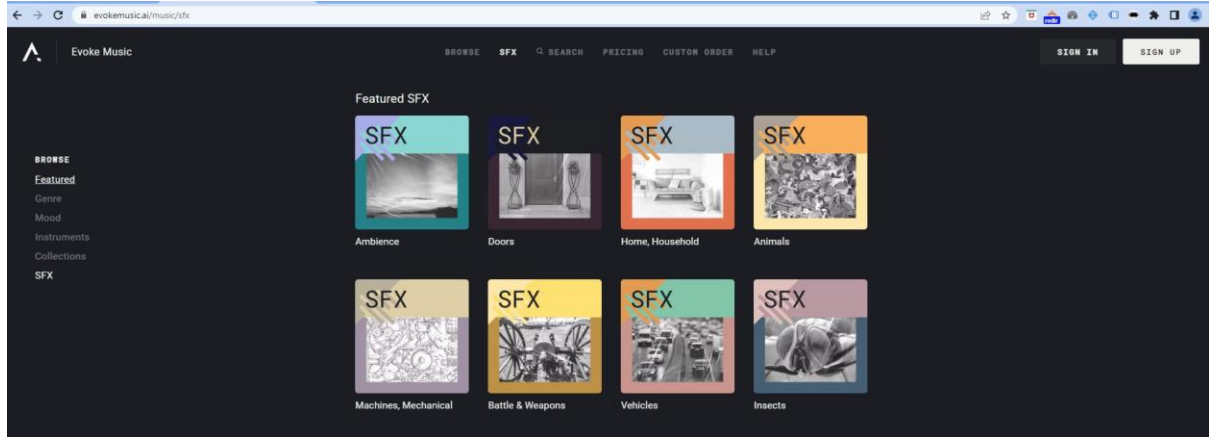 evokemusic.ai/music/sfx
Evoke Music
BROWSE SFX SEARCH PRICING CUSTOM ORDER HELP
SIGN IN SIGN UP
BROWSE
Featured
Genre
Mood
Instruments
Collections
SFX
Featured SFX
SFX SFX SFX SFX
Ambience Doors Home, Household Animals
SFX SFX SFX SFX
Machines, Mechanical Battle & Weapons Vehicles Insects